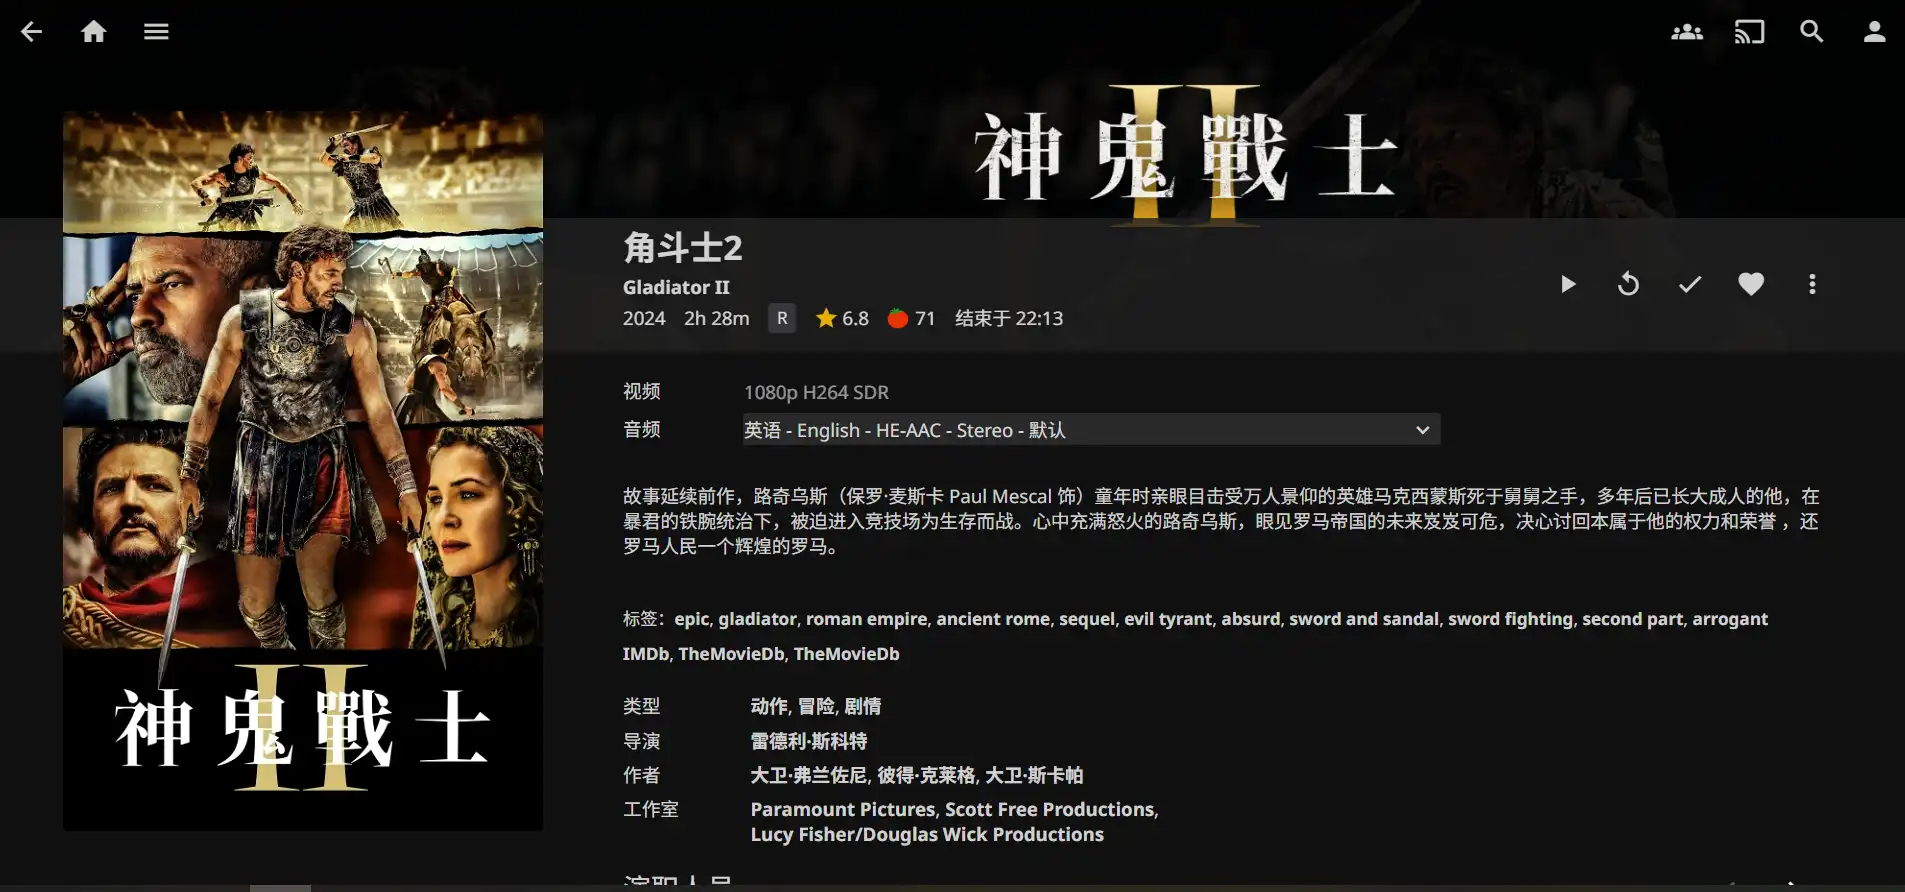 神鬼戰士
II
角斗士2
Gladiator II
2024 2h 28m R 6.8 71 结束于 22:13
视频 1080p H264 SDR
音频 英语 - English - HE-AAC - Stereo - 默认
故事延续前作，路奇乌斯（保罗·麦斯卡 Paul Mescal 饰）童年时亲眼目击受万人景仰的英雄马克西蒙斯死于舅舅之手，多年后已长大成人的他，在
暴君的铁腕统治下，被迫进入竞技场为生存而战。心中充满怒火的路奇乌斯，眼见罗马帝国的未来岌岌可危，决心讨回本属于他的权力和荣誉 ，还
罗马人民一个辉煌的罗马。
标签：epic, gladiator, roman empire, ancient rome, sequel, evil tyrant, absurd, sword and sandal, sword fighting, second part, arrogant
IMDb, TheMovieDb, TheMovieDb
类型 动作, 冒险, 剧情
导演 雷德利·斯科特
作者 大卫·弗兰佐尼, 彼得·克莱格, 大卫·斯卡帕
工作室 Paramount Pictures, Scott Free Productions,
Lucy Fisher/Douglas Wick Productions
神鬼戰士
II